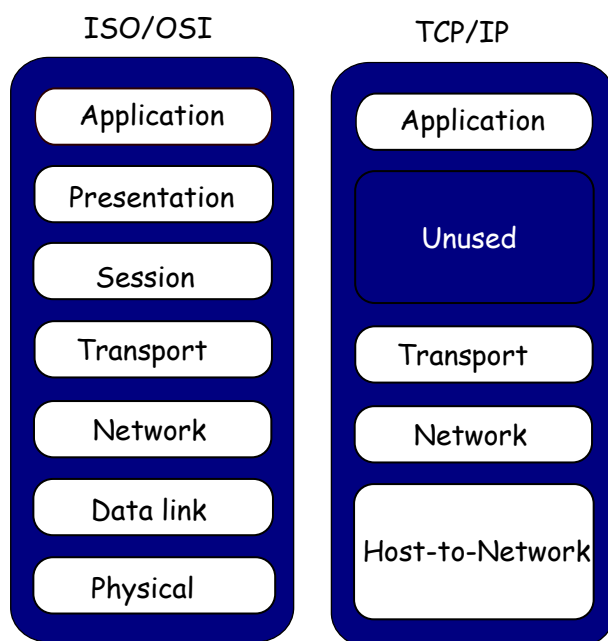 ISO/OSI
Application
Presentation
Session
Transport
Network
Data link
Physical
TCP/IP
Application
Unused
Transport
Network
Host-to-Network